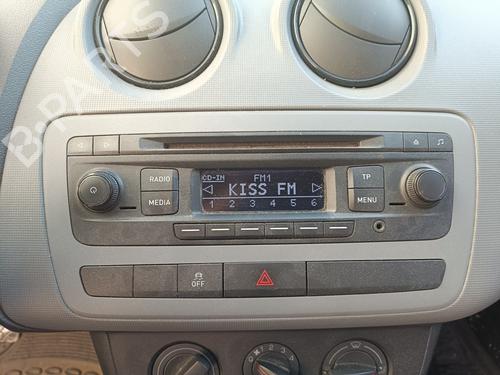 B-PARTS
RADIO
MEDIA
CD-IN FM1
KISS FM
1 2 3 4 5 6
TP
MENU
OFF